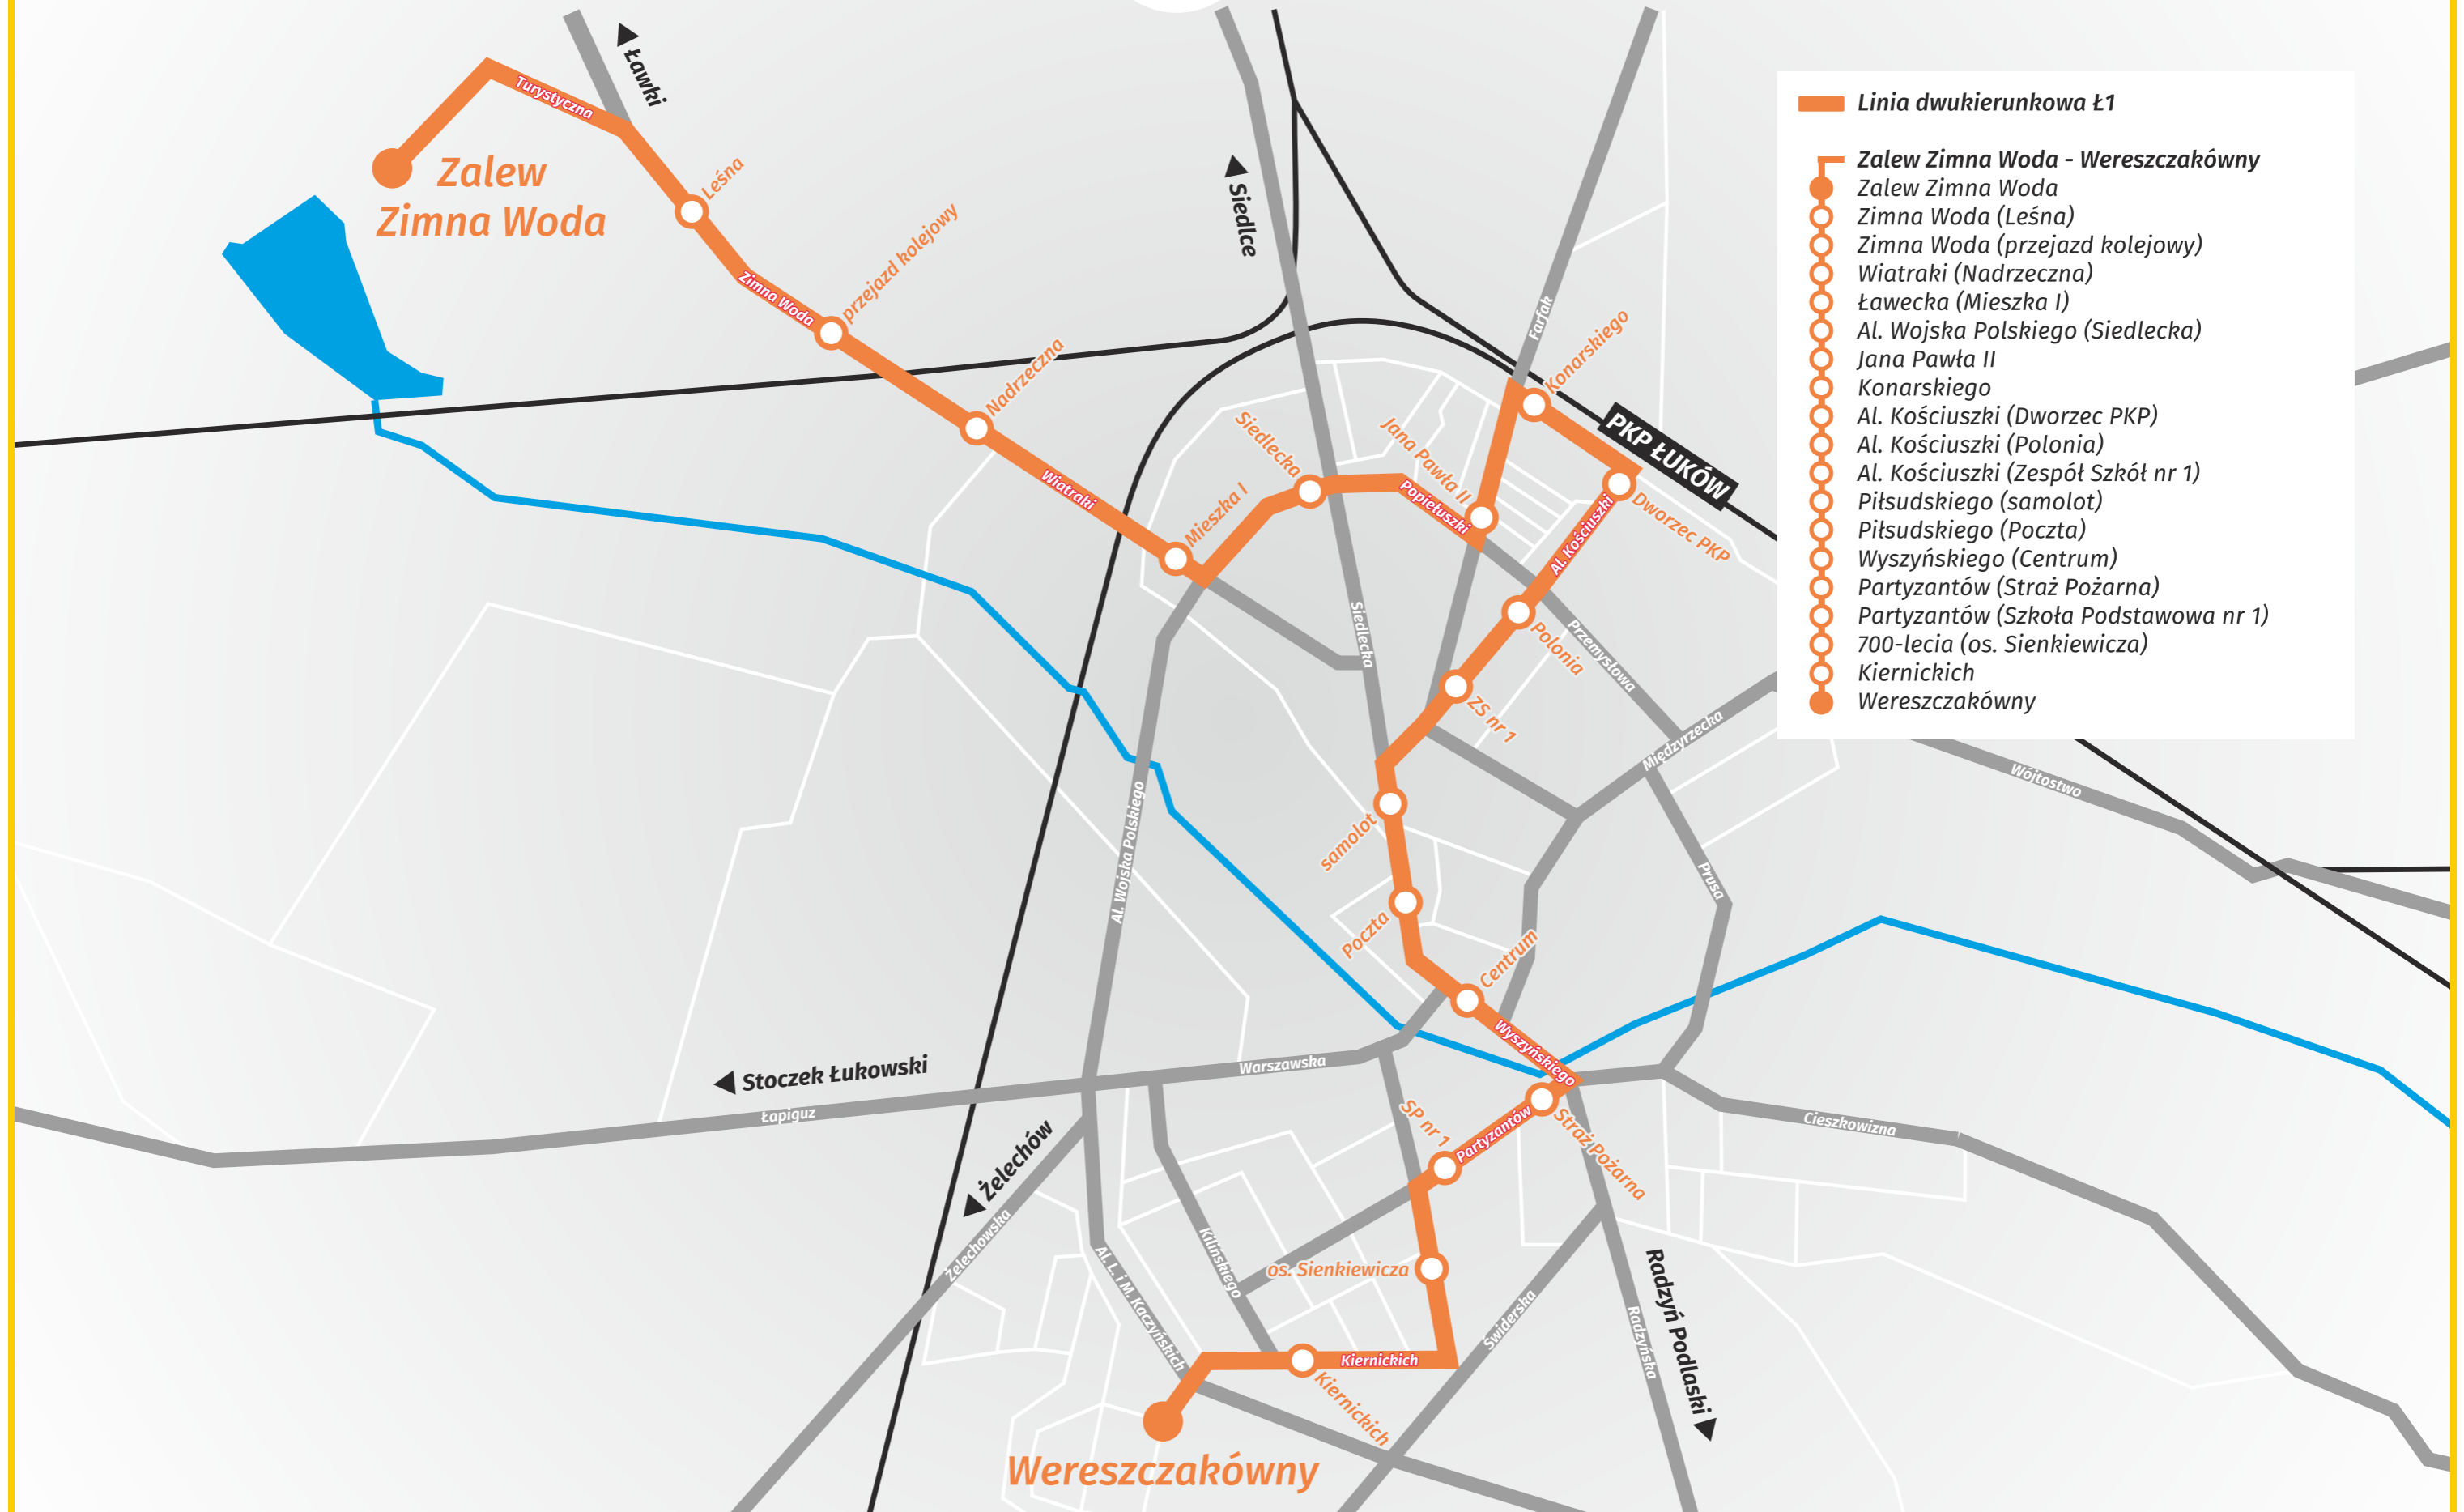 Ławki
Turystyczna
Zalew
Zimna Woda
Leśna
Zimna Woda
przejazd kolejowy
Nadrzeczna
Wiatraki
Mieszka I
Siedlce
Siedlecka
Jana Pawła II
Popiełuszki
Farfak
Konarskiego
PKP ŁUKÓW
Dworzec PKP
Al. Kościuszki
Polonia
Przemysłowa
Siedlecka
ZS nr 1
Międzyrzecka
Wójtostwo
Prusa
samolot
Al. Wojska Polskiego
Poczta
Centrum
Wyszyńskiego
Stoczek Łukowski
Łapiguz
Warszawska
Żelechów
Żelechowska
SP nr 1
Partyzantów
Straż Pożarna
Cieszkowizna
Al. L. i M. Kaczyńskich
Kilińskiego
os. Sienkiewicza
Świderska
Radzyńska
Radzyń Podlaski
Kiernickich
Kiernickich
Wereszczakówny
Linia dwukierunkowa Ł1
Zalew Zimna Woda - Wereszczakówny
Zalew Zimna Woda
Zimna Woda (Leśna)
Zimna Woda (przejazd kolejowy)
Wiatraki (Nadrzeczna)
Ławecka (Mieszka I)
Al. Wojska Polskiego (Siedlecka)
Jana Pawła II
Konarskiego
Al. Kościuszki (Dworzec PKP)
Al. Kościuszki (Polonia)
Al. Kościuszki (Zespół Szkół nr 1)
Piłsudskiego (samolot)
Piłsudskiego (Poczta)
Wyszyńskiego (Centrum)
Partyzantów (Straż Pożarna)
Partyzantów (Szkoła Podstawowa nr 1)
700-lecia (os. Sienkiewicza)
Kiernickich
Wereszczakówny